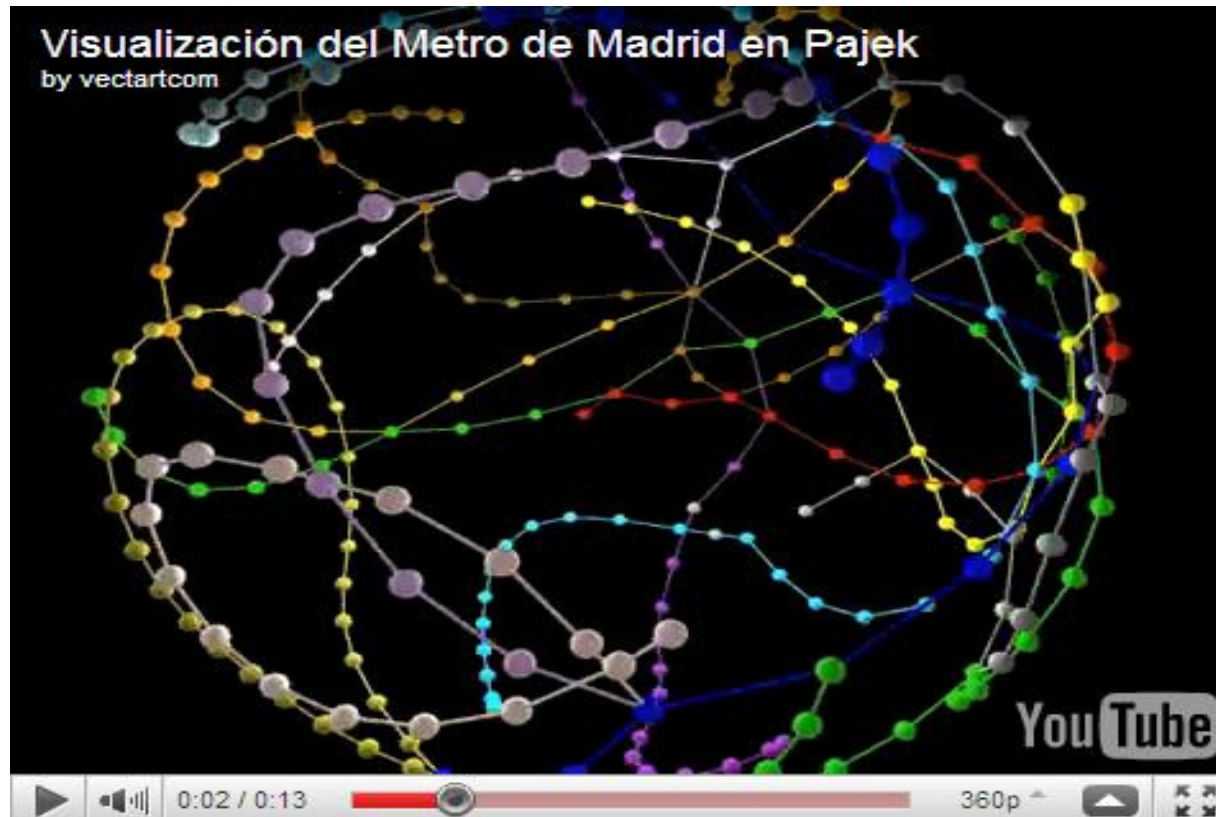 Visualización del Metro de Madrid en Pajek
by vectartcom
YouTube
0:02 / 0:13
360p